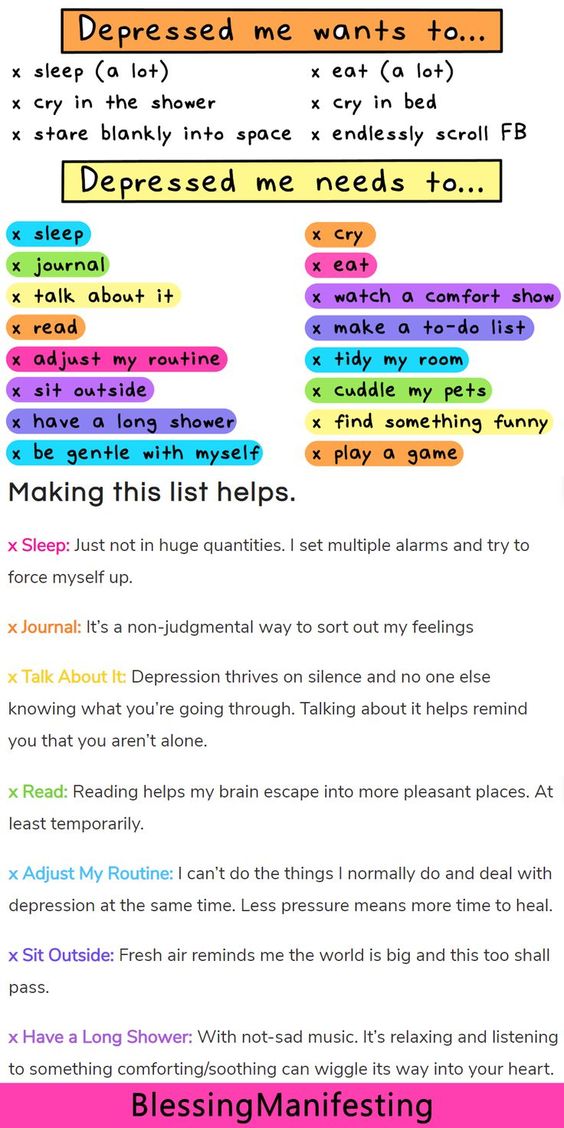 Depressed me wants to...
x sleep (a lot)
x eat (a lot)
x cry in the shower
x cry in bed
x stare blankly into space
x endlessly scroll FB
Depressed me needs to...
x sleep
x cry
x journal
x eat
x talk about it
x watch a comfort show
x read
x make a to-do list
x adjust my routine
x tidy my room
x sit outside
x cuddle my pets
x have a long shower
x find something funny
x be gentle with myself
x play a game
Making this list helps.
x Sleep: Just not in huge quantities. I set multiple alarms and try to
force myself up.
x Journal: It’s a non-judgmental way to sort out my feelings
x Talk About It: Depression thrives on silence and no one else
knowing what you’re going through. Talking about it helps remind
you that you aren’t alone.
x Read: Reading helps my brain escape into more pleasant places. At
least temporarily.
x Adjust My Routine: I can’t do the things I normally do and deal with
depression at the same time. Less pressure means more time to heal.
x Sit Outside: Fresh air reminds me the world is big and this too shall
pass.
x Have a Long Shower: With not-sad music. It’s relaxing and listening
to something comforting/soothing can wiggle its way into your heart.
BlessingManifesting